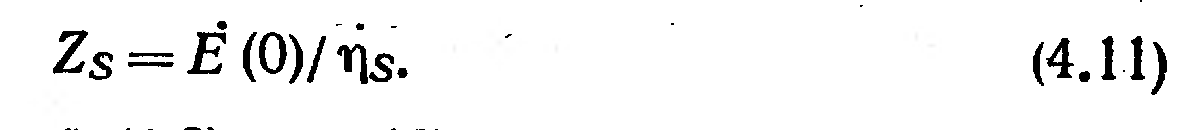 Z_S = Ė (0)/ η̇_S. (4.11)